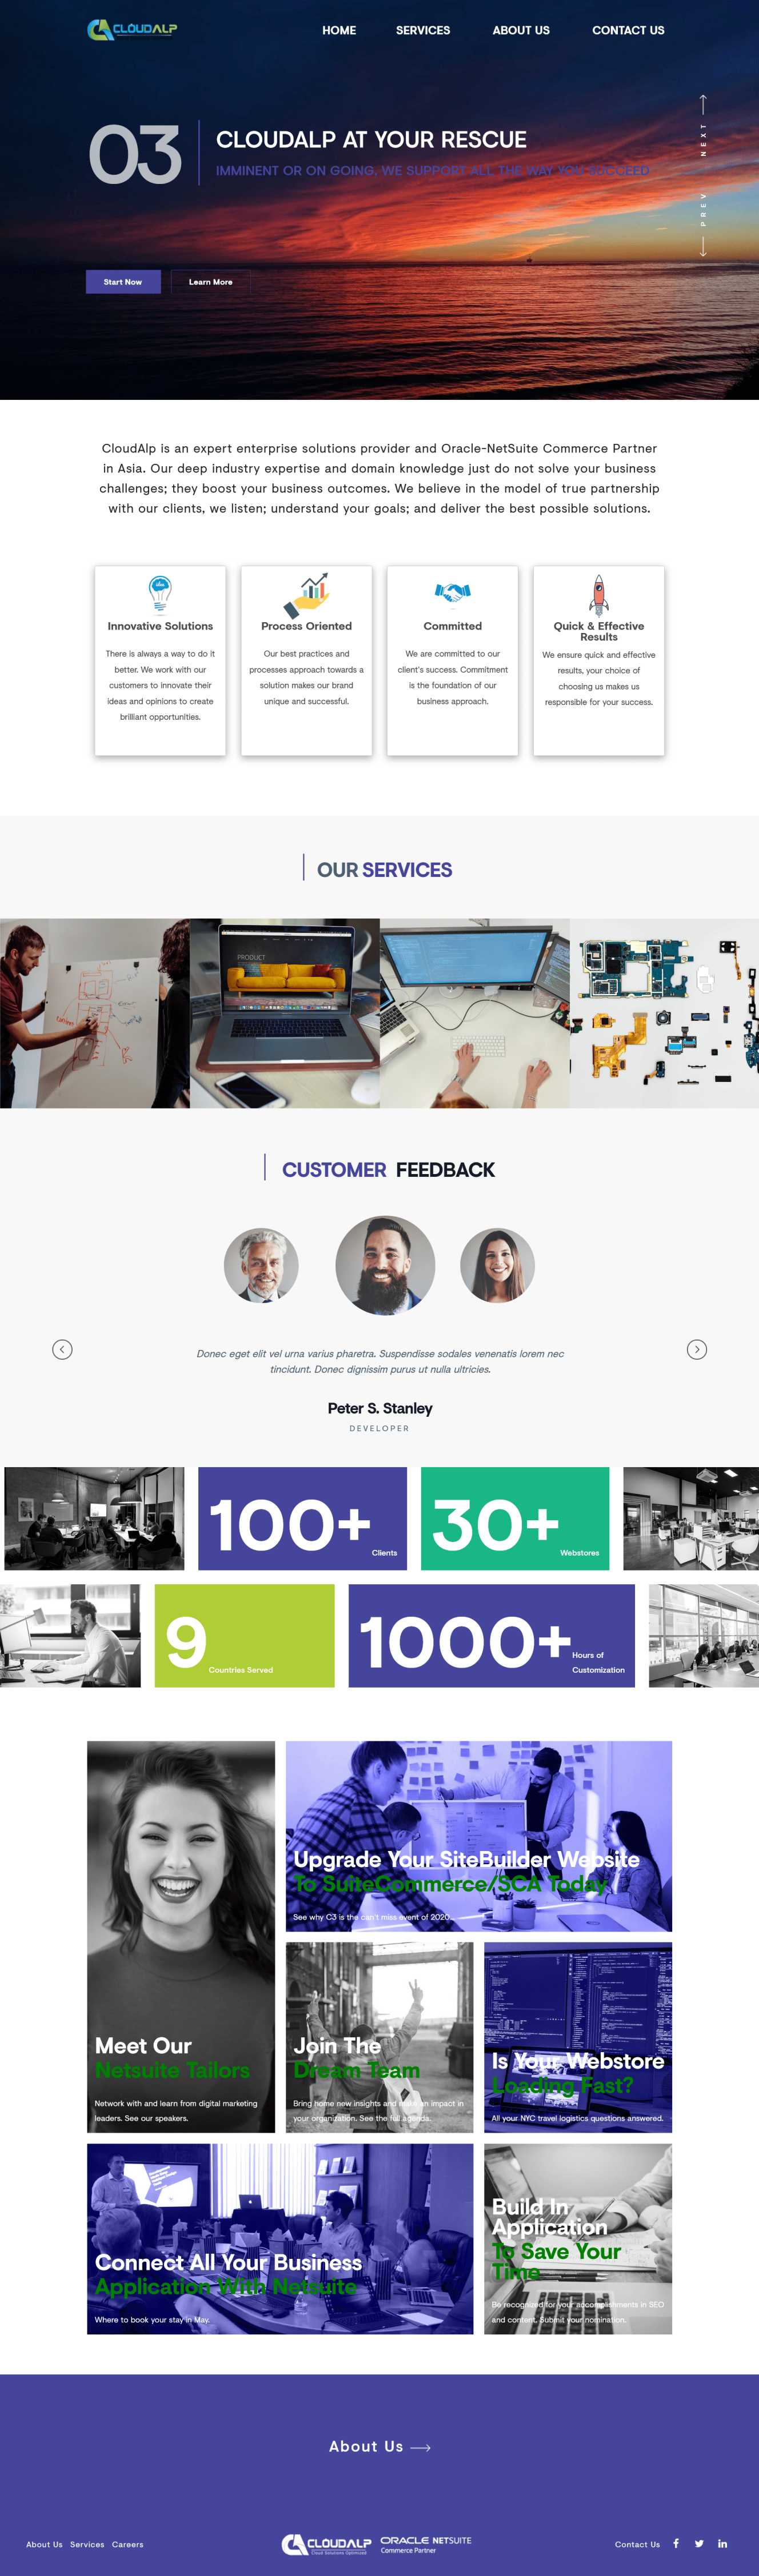 CLOUDALP
HOME
SERVICES
ABOUT US
CONTACT US
NEXT
PREV
03
CLOUDALP AT YOUR RESCUE
IMMINENT OR ON GOING, WE SUPPORT ALL THE WAY YOU SUCCEED
Start Now
Learn More
CloudAlp is an expert enterprise solutions provider and Oracle-NetSuite Commerce Partner
in Asia. Our deep industry expertise and domain knowledge just do not solve your business
challenges; they boost your business outcomes. We believe in the model of true partnership
with our clients, we listen; understand your goals; and deliver the best possible solutions.
Innovative Solutions
There is always a way to do it
better. We work with our
customers to innovate their
ideas and opinions to create
brilliant opportunities.
Process Oriented
Our best practices and
processes approach towards a
solution makes our brand
unique and successful.
Committed
We are committed to our
client's success. Commitment
is the foundation of our
business approach.
Quick & Effective
Results
We ensure quick and effective
results, your choice of
choosing us makes us
responsible for your success.
OUR SERVICES
PRODUCT
CUSTOMER FEEDBACK
Donec eget elit vel urna varius pharetra. Suspendisse sodales venenatis lorem nec
tincidunt. Donec dignissim purus ut nulla ultricies.
Peter S. Stanley
DEVELOPER
100+
Clients
30+
Webstores
9
Countries Served
1000+
Hours of
Customization
Upgrade Your SiteBuilder Website
To SuiteCommerce/SCA Today
See why C3 is the can't miss event of 2020...
Meet Our
Netsuite Tailors
Network with and learn from digital marketing
leaders. See our speakers.
Join The
Dream Team
Bring home new insights and make an impact in
your organization. See the full agenda.
Is Your Webstore
Loading Fast?
All your NYC travel logistics questions answered.
Connect All Your Business
Application With Netsuite
Where to book your stay in May.
Build In
Application
To Save Your
Time
Be recognized for your accomplishments in SEO
and content. Submit your nomination.
About Us
About Us
Services
Careers
CLOUDALP
Cloud Solutions Optimized
ORACLE NETSUITE
Commerce Partner
Contact Us